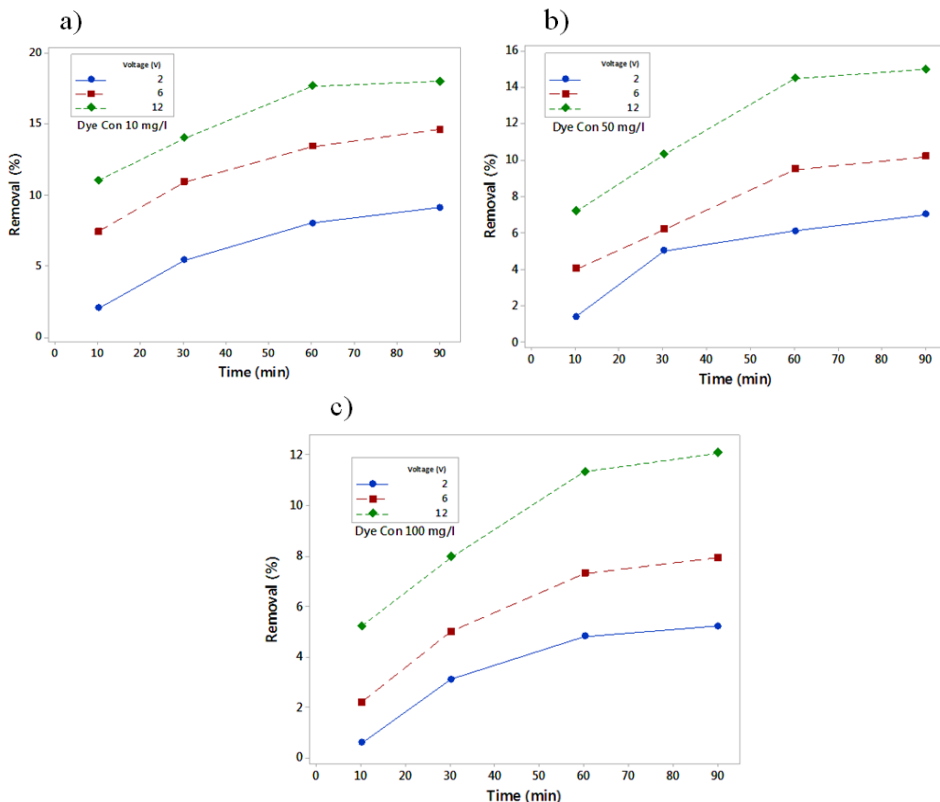 a)
20
15
10
5
0
Removal (%)
Voltage (V)
2
6
12
Dye Con 10 mg/l
0 10 20 30 40 50 60 70 80 90
Time (min)
b)
16
14
12
10
8
6
4
2
0
Removal (%)
Voltage (V)
2
6
12
Dye Con 50 mg/l
0 10 20 30 40 50 60 70 80 90
Time (min)
c)
12
10
8
6
4
2
0
Removal (%)
Voltage (V)
2
6
12
Dye Con 100 mg/l
0 10 20 30 40 50 60 70 80 90
Time (min)